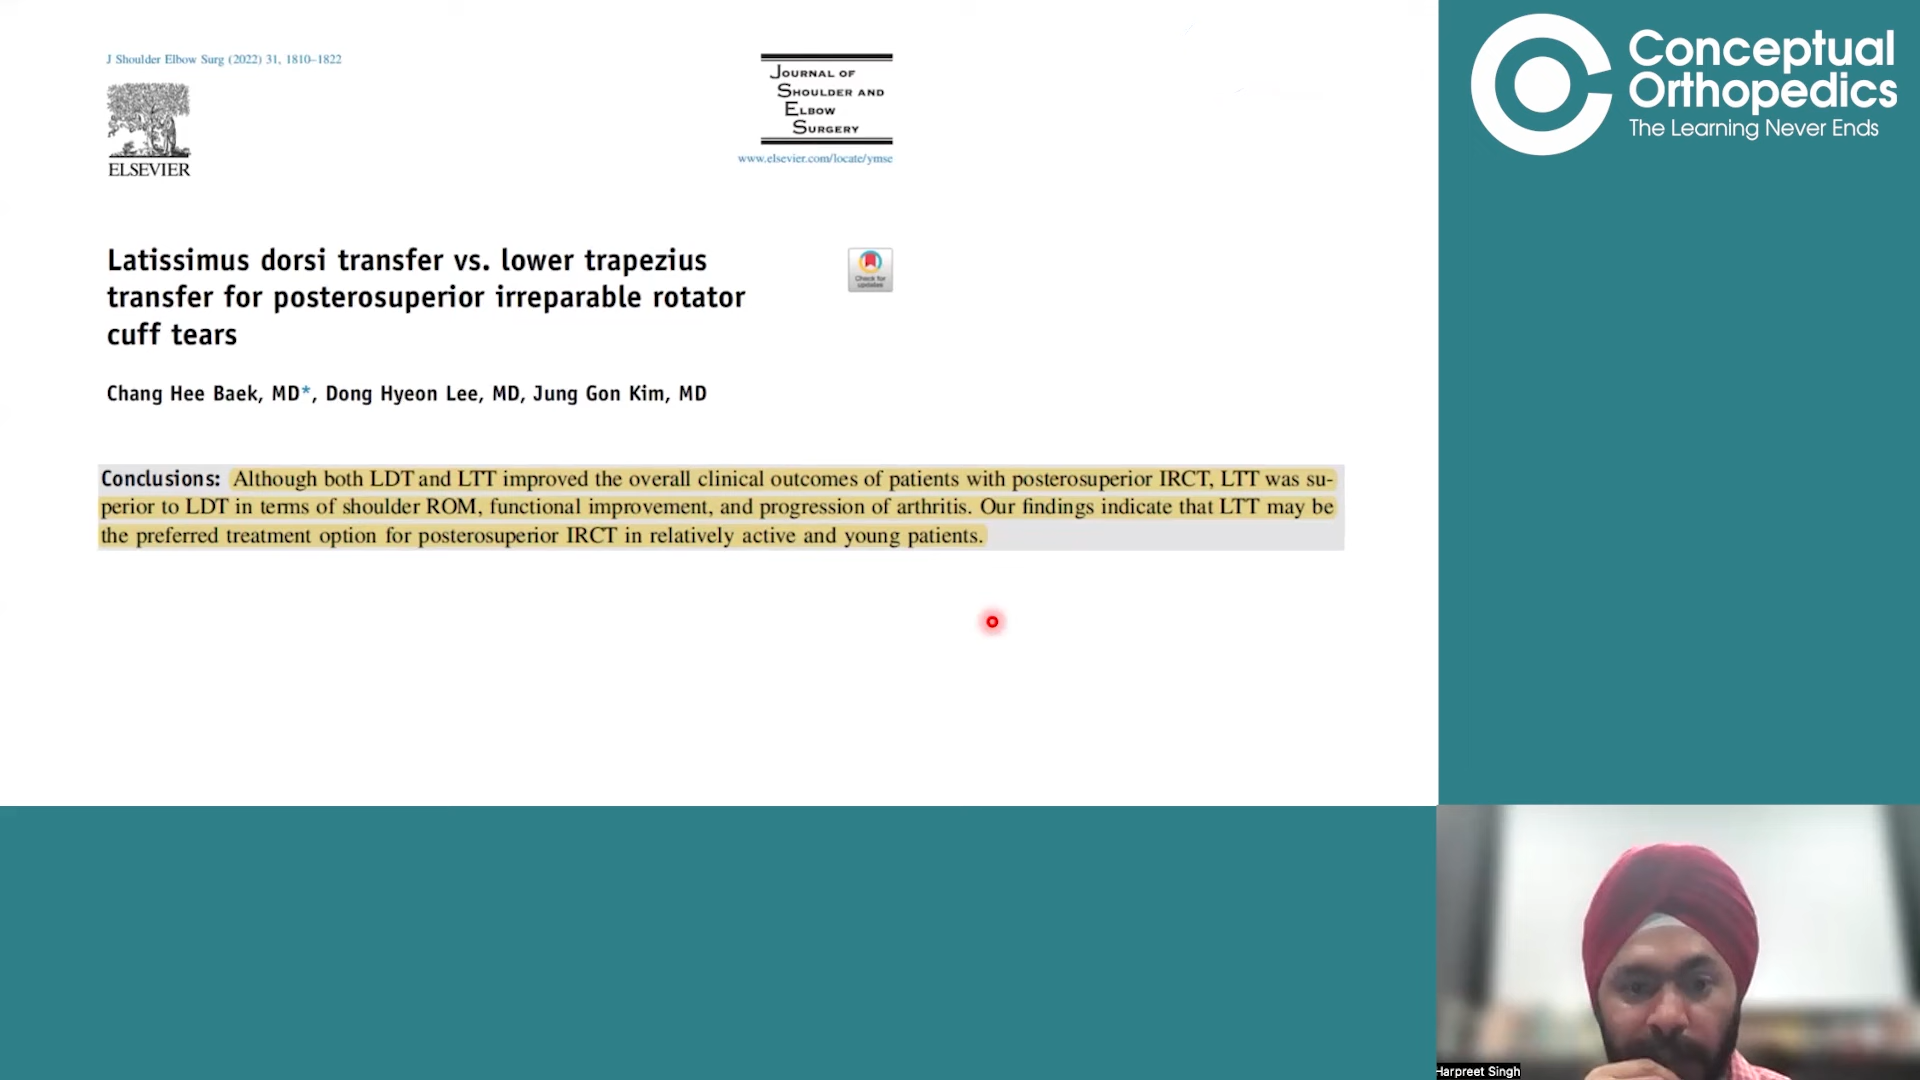 J Shoulder Elbow Surg (2022) 31, 1810–1822
ELSEVIER
JOURNAL OF
SHOULDER AND
ELBOW
SURGERY
www.elsevier.com/locate/ymse
Latissimus dorsi transfer vs. lower trapezius
transfer for posterosuperior irreparable rotator
cuff tears
Check for
updates
Chang Hee Baek, MD*, Dong Hyeon Lee, MD, Jung Gon Kim, MD
Conclusions: Although both LDT and LTT improved the overall clinical outcomes of patients with posterosuperior IRCT, LTT was su-
perior to LDT in terms of shoulder ROM, functional improvement, and progression of arthritis. Our findings indicate that LTT may be
the preferred treatment option for posterosuperior IRCT in relatively active and young patients.
Conceptual
Orthopedics
The Learning Never Ends
Harpreet Singh